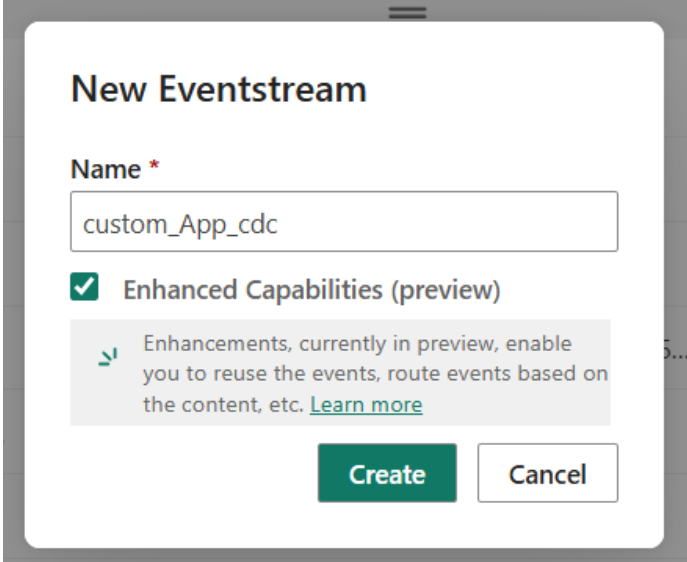 New Eventstream
Name *
custom_App_cdc
Enhanced Capabilities (preview)
Enhancements, currently in preview, enable
you to reuse the events, route events based on
the content, etc. Learn more
Create Cancel